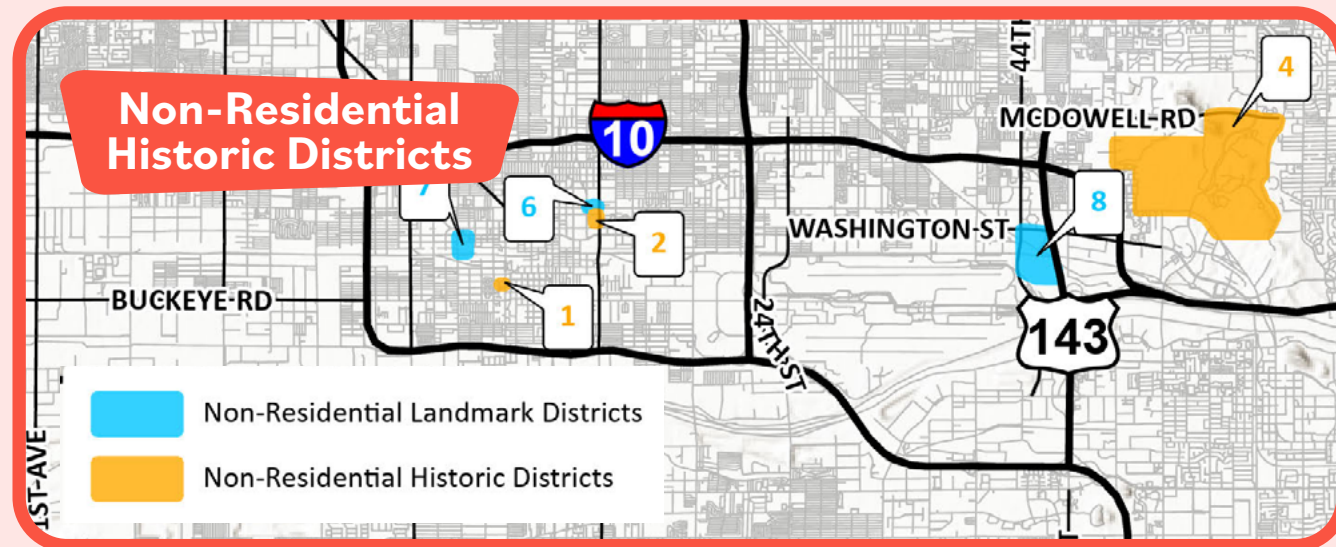 Non-Residential
Historic Districts
10
44TH
4
MCDOWELL-RD
7
6
8
2
WASHINGTON-ST
BUCKEYE-RD
1
24TH-ST
143
Non-Residential Landmark Districts
Non-Residential Historic Districts
1ST-AVE